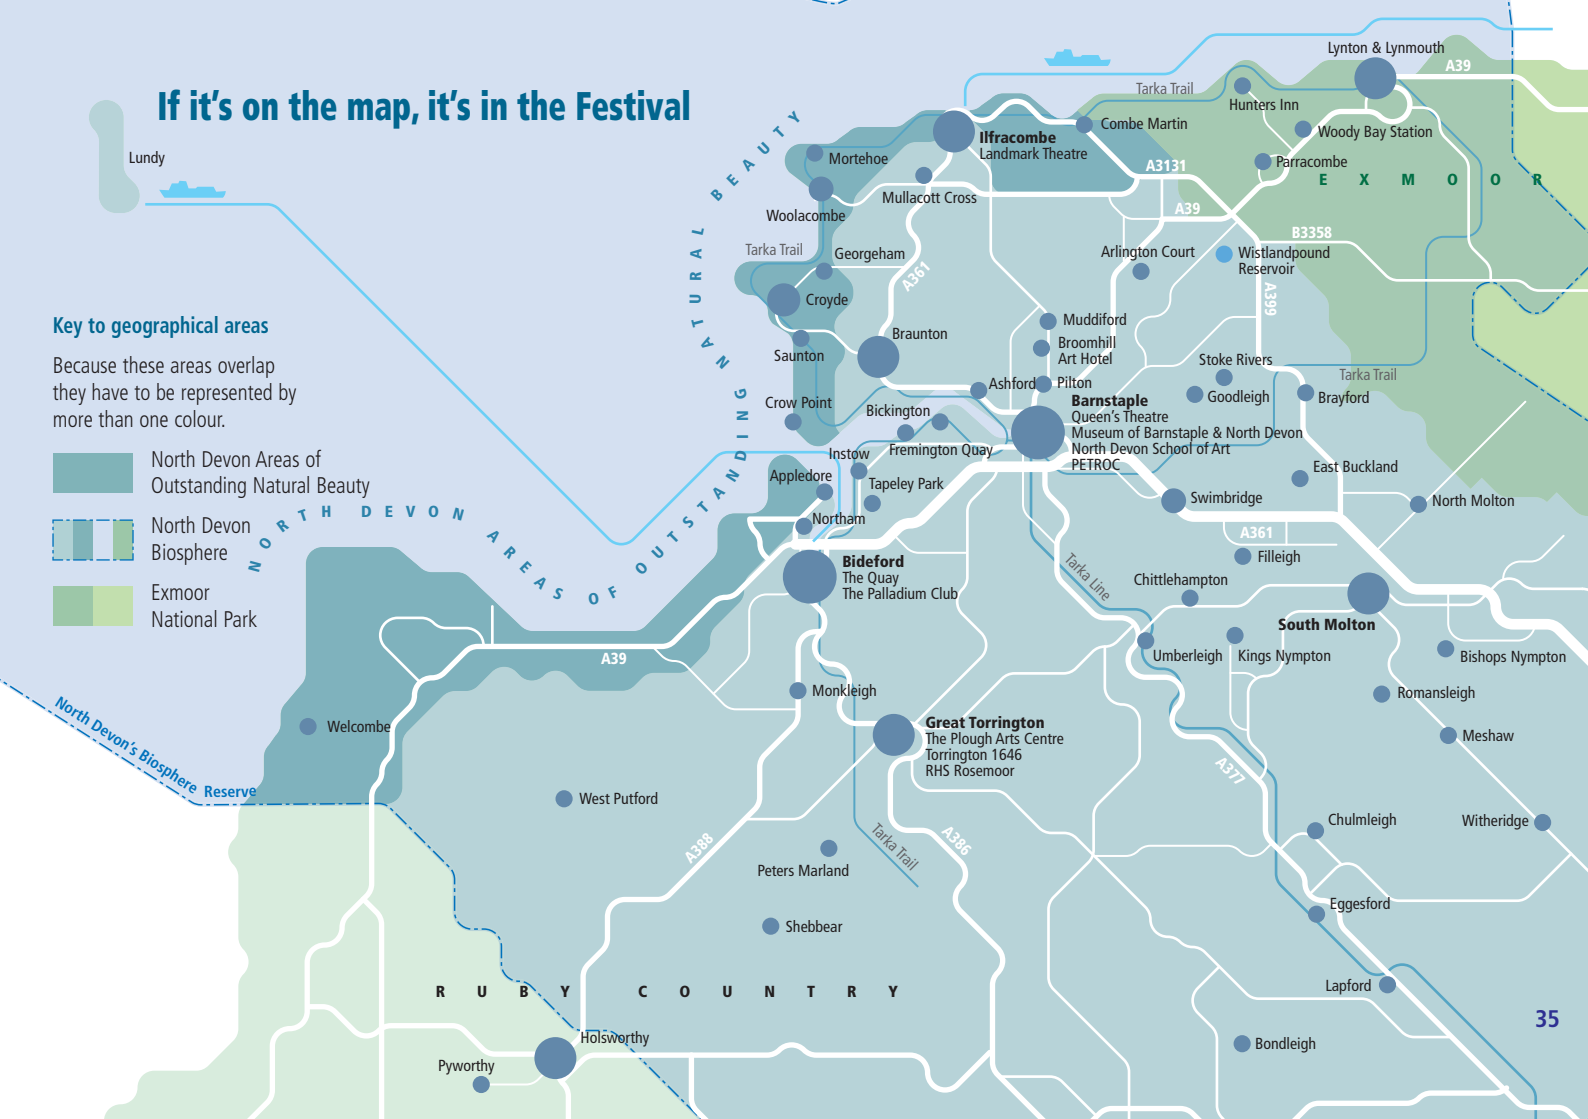 If it's on the map, it's in the Festival
Lundy
Key to geographical areas
Because these areas overlap
they have to be represented by
more than one colour.
North Devon Areas of
Outstanding Natural Beauty
North Devon
Biosphere
Exmoor
National Park
NORTH DEVON AREAS OF OUTSTANDING NATURAL BEAUTY
North Devon's Biosphere Reserve
Lynton & Lynmouth
A39
Tarka Trail
Hunters Inn
Combe Martin
Woody Bay Station
Ilfracombe
Landmark Theatre
Mortehoe
Parracombe
A3131
EXMOOR
Mullacott Cross
Woolacombe
A39
B3358
Tarka Trail
Georgeham
Arlington Court
Wistlandpound
Reservoir
A361
A399
Croyde
Muddiford
Braunton
Broomhill
Art Hotel
Saunton
Stoke Rivers
Tarka Trail
Ashford
Pilton
Goodleigh
Brayford
Crow Point
Bickington
Barnstaple
Queen's Theatre
Museum of Barnstaple & North Devon
North Devon School of Art
PETROC
Fremington Quay
Instow
East Buckland
Appledore
Tapeley Park
Swimbridge
North Molton
Northam
A361
Filleigh
Bideford
The Quay
The Palladium Club
Tarka Line
Chittlehampton
South Molton
A39
Umberleigh
Kings Nympton
Bishops Nympton
Monkleigh
Romansleigh
Welcombe
Great Torrington
The Plough Arts Centre
Torrington 1646
RHS Rosemoor
Meshaw
A377
West Putford
Chulmleigh
Witheridge
A388
Tarka Trail
A386
Peters Marland
Eggesford
Shebbear
Lapford
RUBY COUNTRY
35
Holsworthy
Bondleigh
Pyworthy